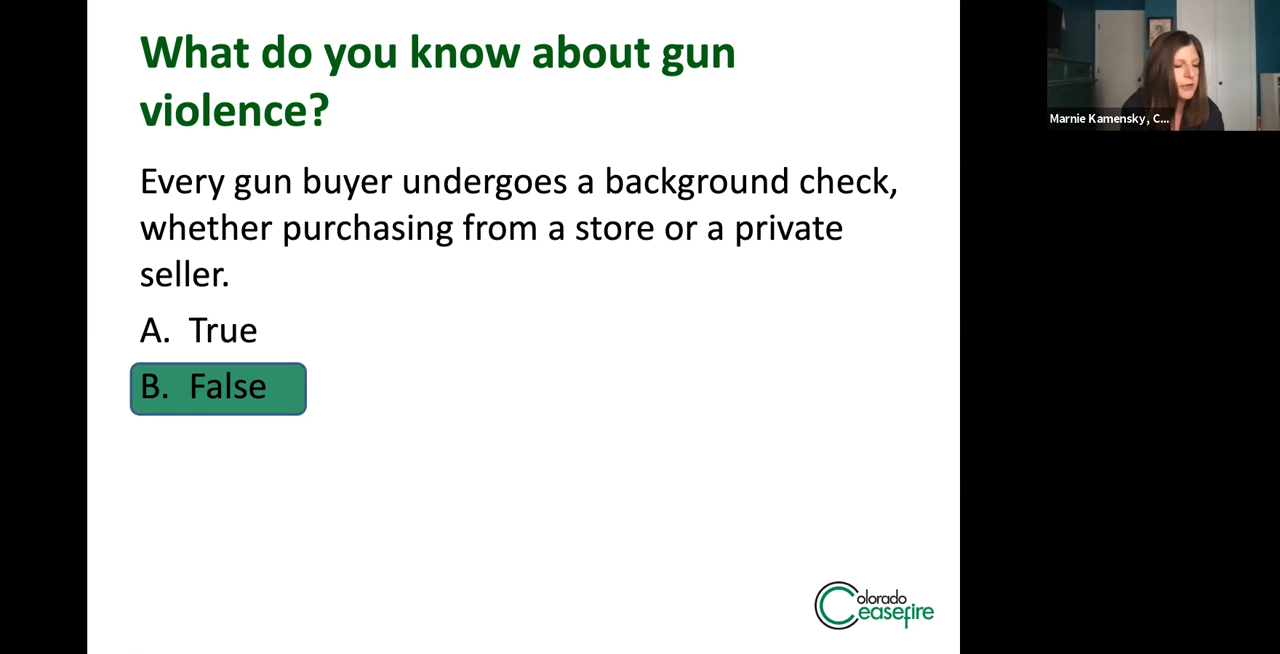 What do you know about gun
violence?
Every gun buyer undergoes a background check,
whether purchasing from a store or a private
seller.
A. True
B. False
Colorado
Ceasefire
Marnie Kamensky, C...